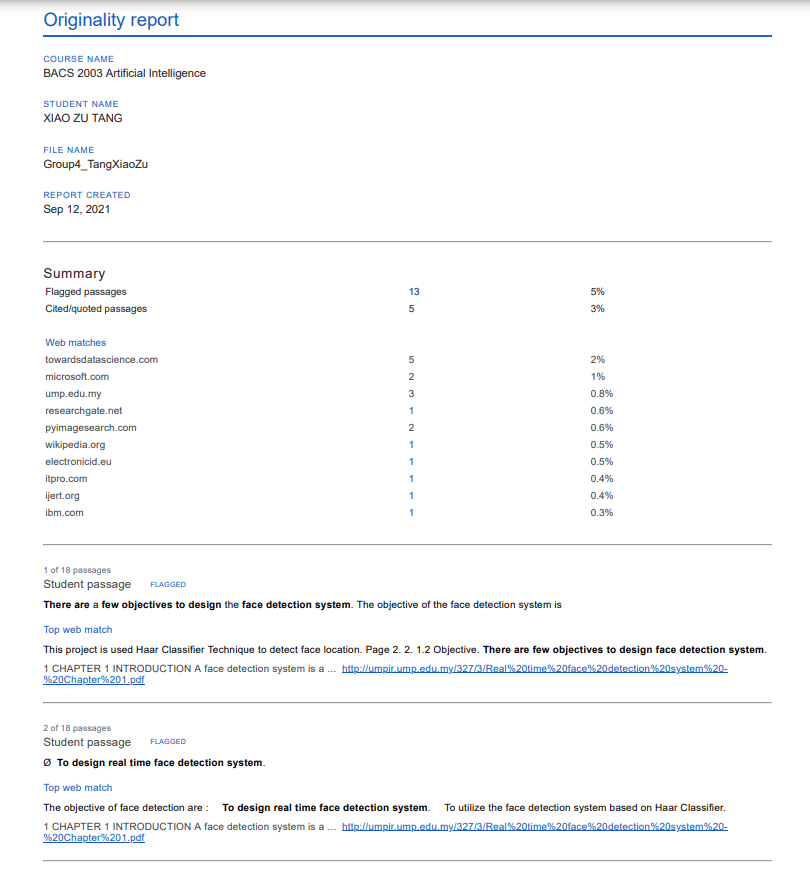 Originality report
COURSE NAME
BACS 2003 Artificial Intelligence
STUDENT NAME
XIAO ZU TANG
FILE NAME
Group4_TangXiaoZu
REPORT CREATED
Sep 12, 2021
Summary
Flagged passages 13 5%
Cited/quoted passages 5 3%
Web matches
towardsdatascience.com 5 2%
microsoft.com 2 1%
ump.edu.my 3 0.8%
researchgate.net 1 0.6%
pyimagesearch.com 2 0.6%
wikipedia.org 1 0.5%
electronicid.eu 1 0.5%
itpro.com 1 0.4%
ijert.org 1 0.4%
ibm.com 1 0.3%
1 of 18 passages
Student passage FLAGGED
There are a few objectives to design the face detection system. The objective of the face detection system is
Top web match
This project is used Haar Classifier Technique to detect face location. Page 2. 2. 1.2 Objective. There are few objectives to design face detection system.
1 CHAPTER 1 INTRODUCTION A face detection system is a ... http://umpir.ump.edu.my/327/3/Real%20time%20face%20detection%20system%20-
%20Chapter%201.pdf
2 of 18 passages
Student passage FLAGGED
Ø To design real time face detection system.
Top web match
The objective of face detection are : To design real time face detection system. To utilize the face detection system based on Haar Classifier.
1 CHAPTER 1 INTRODUCTION A face detection system is a ... http://umpir.ump.edu.my/327/3/Real%20time%20face%20detection%20system%20-
%20Chapter%201.pdf